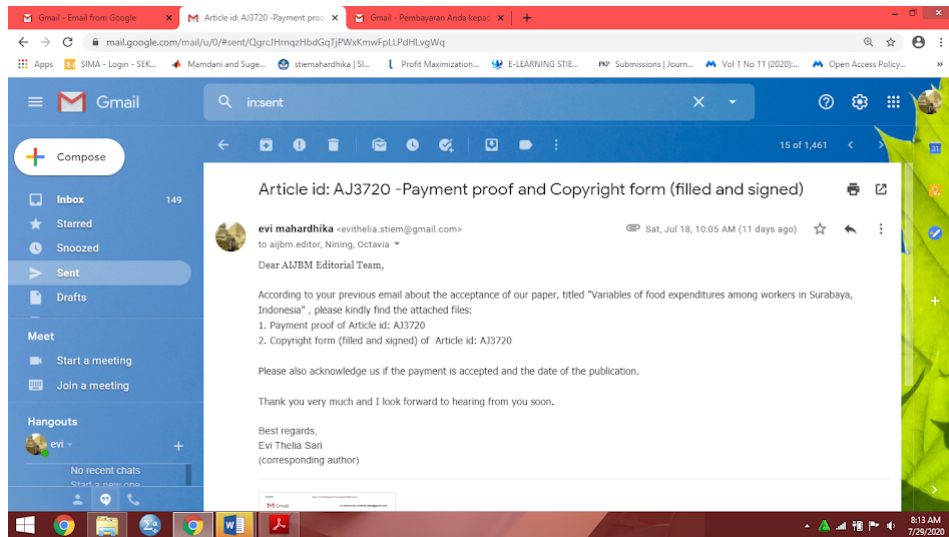 Gmail - Email from Google
Article id: AJ3720 -Payment proo
Gmail - Pembayaran Anda kepad
mail.google.com/mail/u/0/#sent/QgrcJHrnqzHbdGqTjPWxKmwFpLLPdHLvgWq
Apps SIMA - Login - SEK... Mamdani and Suge... stiemahardhika | Sl... Profit Maximization... E-LEARNING STIE... PKP Submissions | Journ... Vol 1 No 11 (2020):... Open Access Policy... »
Gmail
in:sent
Compose
15 of 1,461
31
Article id: AJ3720 -Payment proof and Copyright form (filled and signed)
Inbox 149
Starred
Snoozed
Sent
Drafts
evi mahardhika <evithelia.stiem@gmail.com>
Sat, Jul 18, 10:05 AM (11 days ago)
to aijbm.editor, Nining, Octavia
Dear AIJBM Editorial Team,
According to your previous email about the acceptance of our paper, titled "Variables of food expenditures among workers in Surabaya,
Indonesia" , please kindly find the attached files:
1. Payment proof of Article id: AJ3720
2. Copyright form (filled and signed) of Article id: AJ3720
Please also acknowledge us if the payment is accepted and the date of the publication.
Thank you very much and I look forward to hearing from you soon.
Best regards,
Evi Thelia Sari
(corresponding author)
Meet
Start a meeting
Join a meeting
Hangouts
evi
No recent chats
Start a new one
Gmail
8:13 AM
7/29/2020